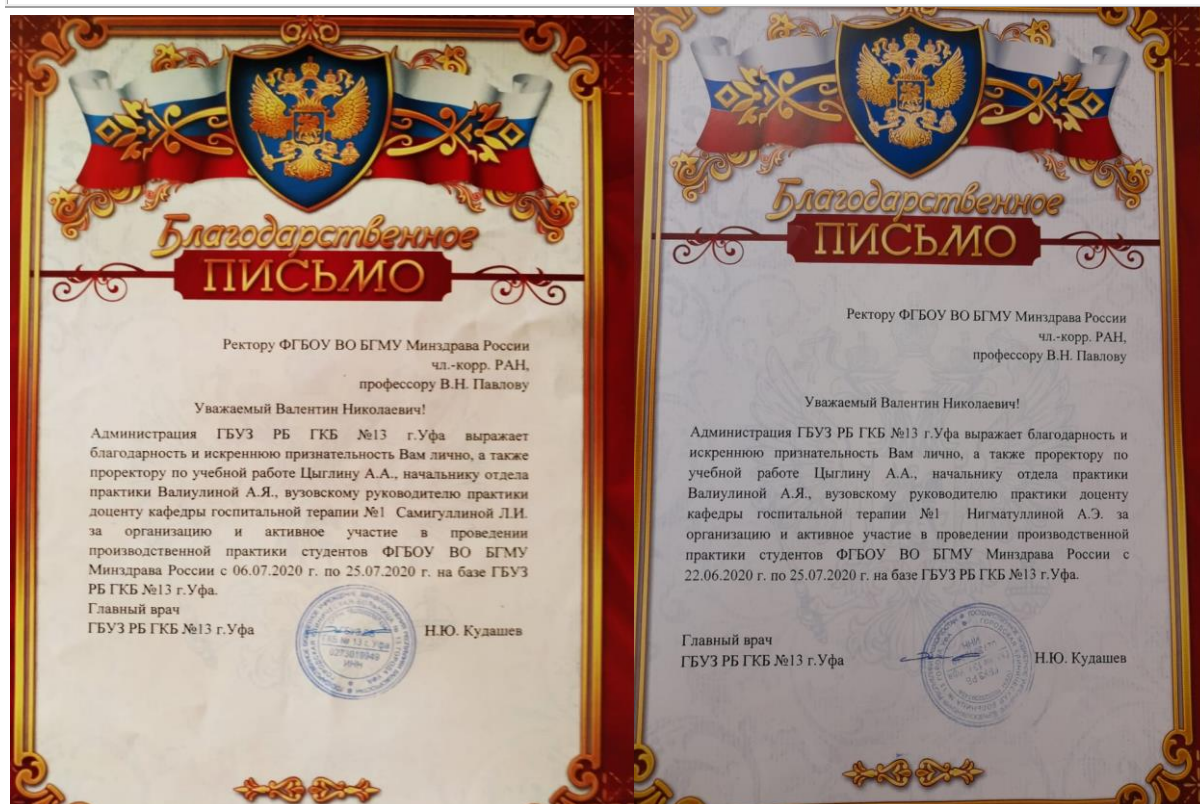 Благодарственное
ПИСЬМО
Ректору ФГБОУ ВО БГМУ Минздрава России
чл.-корр. РАН,
профессору В.Н. Павлову
Уважаемый Валентин Николаевич!
Администрация ГБУЗ РБ ГКБ №13 г.Уфа выражает
благодарность и искреннюю признательность Вам лично, а также
проректору по учебной работе Цыглину А.А., начальнику отдела
практики Валиулиной А.Я., вузовскому руководителю практики
доценту кафедры госпитальной терапии №1 Самигуллиной Л.И.
за организацию и активное участие в проведении
производственной практики студентов ФГБОУ ВО БГМУ
Минздрава России с 06.07.2020 г. по 25.07.2020 г. на базе ГБУЗ
РБ ГКБ №13 г.Уфа.
Главный врач
ГБУЗ РБ ГКБ №13 г.Уфа
Н.Ю. Кудашев
ГКБ № 13 г. Уфа
0273019949
ИНН
Благодарственное
ПИСЬМО
Ректору ФГБОУ ВО БГМУ Минздрава России
чл.-корр. РАН,
профессору В.Н. Павлову
Уважаемый Валентин Николаевич!
Администрация ГБУЗ РБ ГКБ №13 г.Уфа выражает благодарность и
искреннюю признательность Вам лично, а также проректору по
учебной работе Цыглину А.А., начальнику отдела практики
Валиулиной А.Я., вузовскому руководителю практики доценту
кафедры госпитальной терапии №1 Нигматуллиной А.Э. за
организацию и активное участие в проведении производственной
практики студентов ФГБОУ ВО БГМУ Минздрава России с
22.06.2020 г. по 25.07.2020 г. на базе ГБУЗ РБ ГКБ №13 г.Уфа.
Главный врач
ГБУЗ РБ ГКБ №13 г.Уфа
Н.Ю. Кудашев